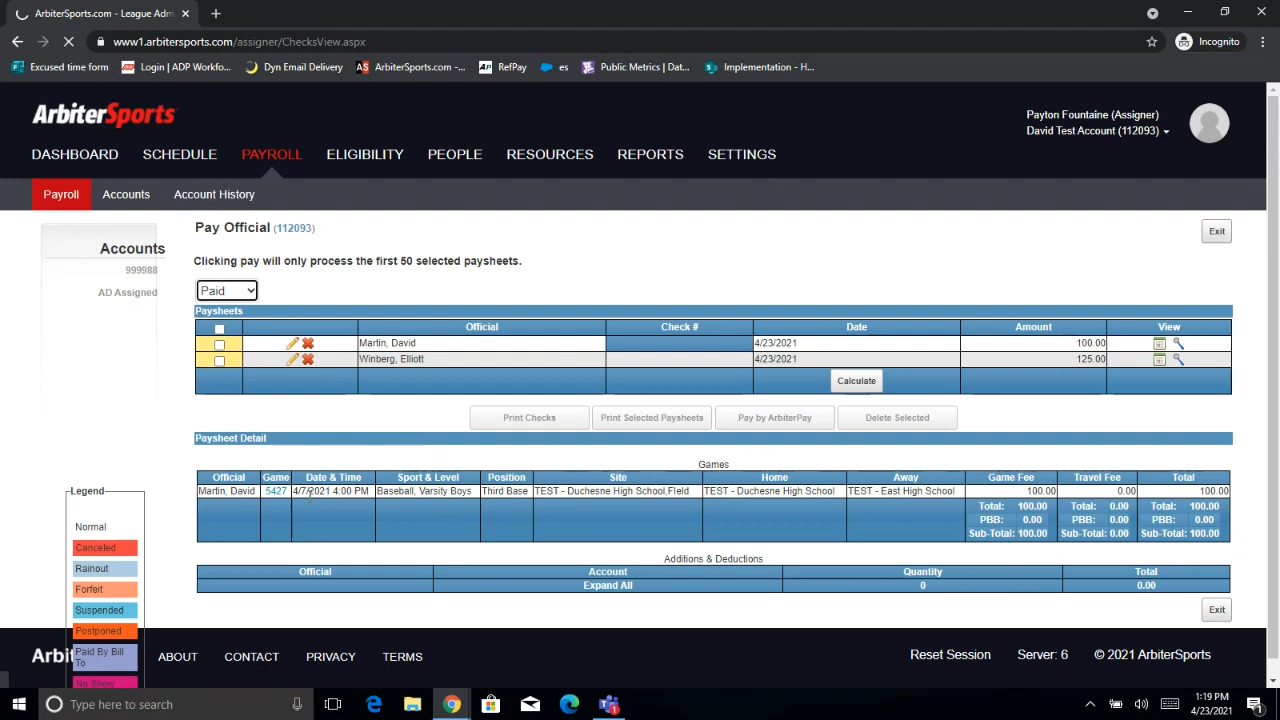 ArbiterSports.com - League Adm
www1.arbitersports.com/assigner/ChecksView.aspx
Incognito
Excused time form
Login | ADP Workfo...
Dyn Email Delivery
ArbiterSports.com -...
RefPay
es
Public Metrics | Dat...
Implementation - H...
ArbiterSports
Payton Fountaine (Assigner)
David Test Account (112093)
DASHBOARD SCHEDULE PAYROLL ELIGIBILITY PEOPLE RESOURCES REPORTS SETTINGS
Payroll Accounts Account History
Accounts
999988
AD Assigned
Pay Official (112093)
Exit
Clicking pay will only process the first 50 selected paysheets.
Paid
Paysheets
Official Check # Date Amount View
Martin, David 4/23/2021 100.00
Winberg, Elliott 4/23/2021 125.00
Calculate
Print Checks Print Selected Paysheets Pay by ArbiterPay Delete Selected
Paysheet Detail
Games
Official Game Date & Time Sport & Level Position Site Home Away Game Fee Travel Fee Total
Martin, David 5427 4/7/2021 4:00 PM Baseball, Varsity Boys Third Base TEST - Duchesne High School,FIeld TEST - Duchesne High School TEST - East High School 100.00 0.00 100.00
Total: 100.00 Total: 0.00 Total: 100.00
PBB: 0.00 PBB: 0.00 PBB: 0.00
Sub-Total: 100.00 Sub-Total: 0.00 Sub-Total: 100.00
Additions & Deductions
Official Account Quantity Total
Expand All 0 0.00
Exit
Legend
Normal
Canceled
Rainout
Forfeit
Suspended
Postponed
Paid By Bill
To
No-Show
Arbi
ABOUT CONTACT PRIVACY TERMS
Reset Session Server: 6 © 2021 ArbiterSports
Type here to search
1
1:19 PM
4/23/2021
1